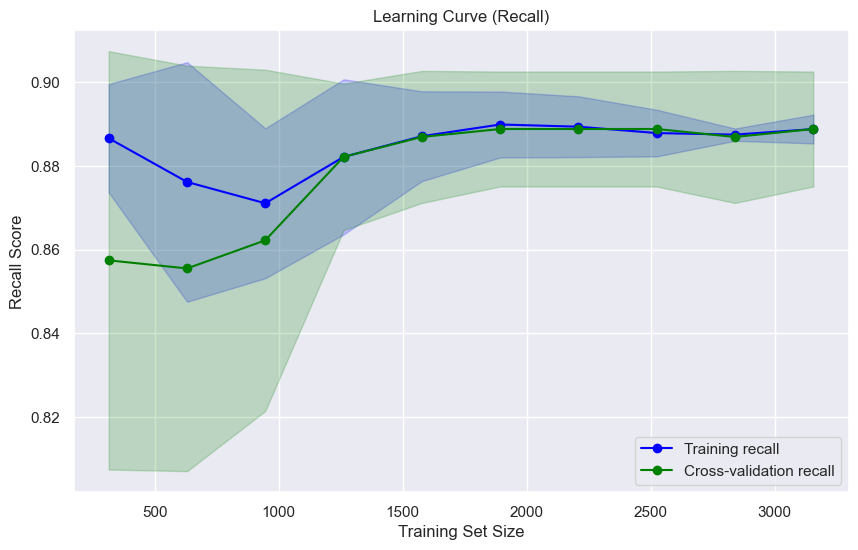 Learning Curve (Recall)
Recall Score
0.90
0.88
0.86
0.84
0.82
500
1000
1500
2000
2500
3000
Training Set Size
Training recall
Cross-validation recall